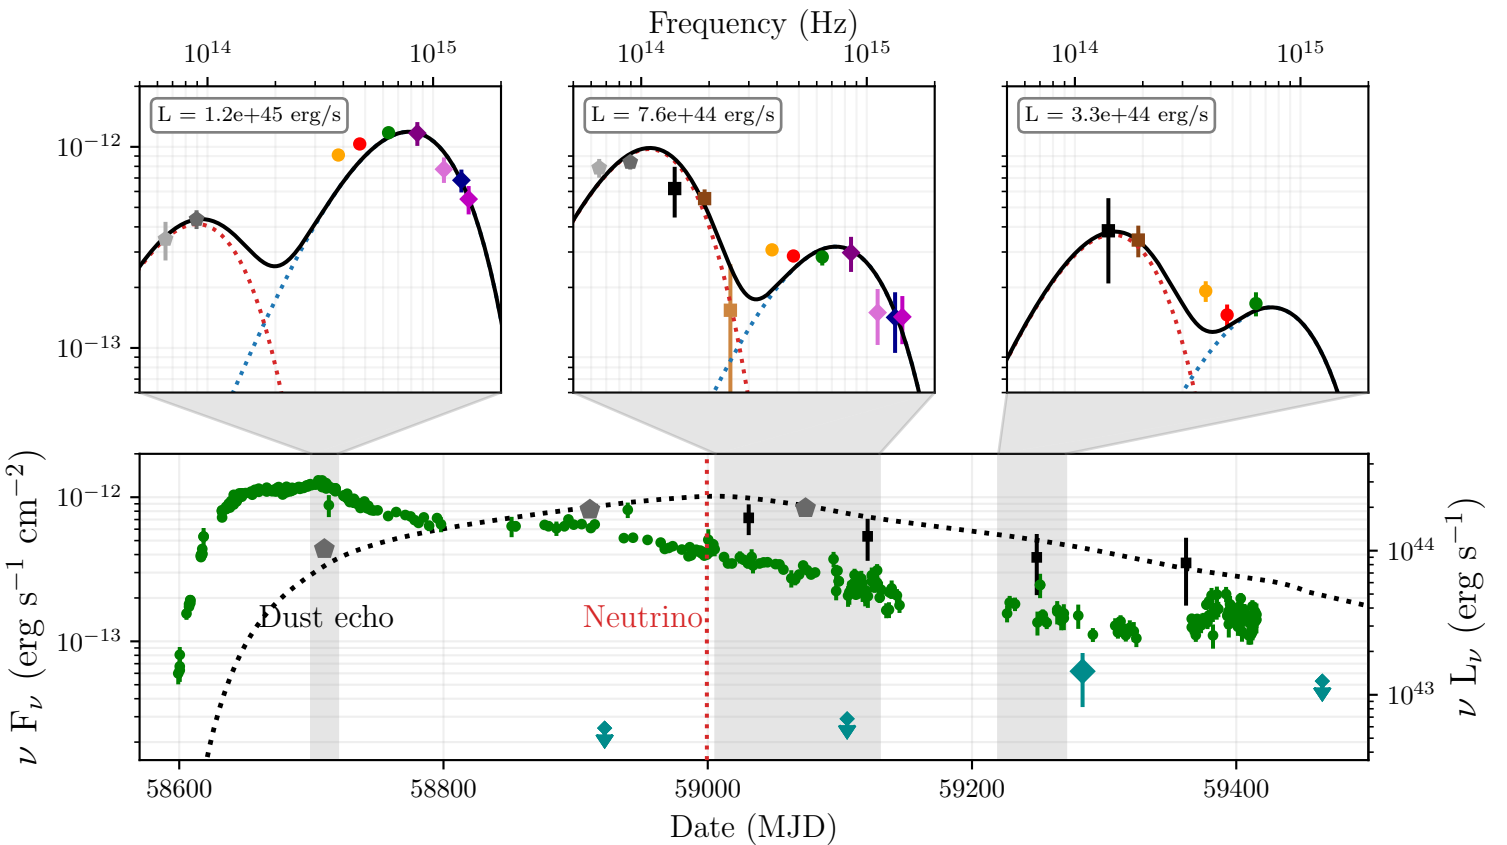 Frequency (Hz)
10^14 10^15 10^14 10^15 10^14 10^15
L = 1.2e+45 erg/s L = 7.6e+44 erg/s L = 3.3e+44 erg/s
10^−12
10^−13
ν F_ν (erg s^−1 cm^−2)
10^−12
10^−13
Dust echo
Neutrino
10^44
10^43
ν L_ν (erg s^−1)
58600 58800 59000 59200 59400
Date (MJD)